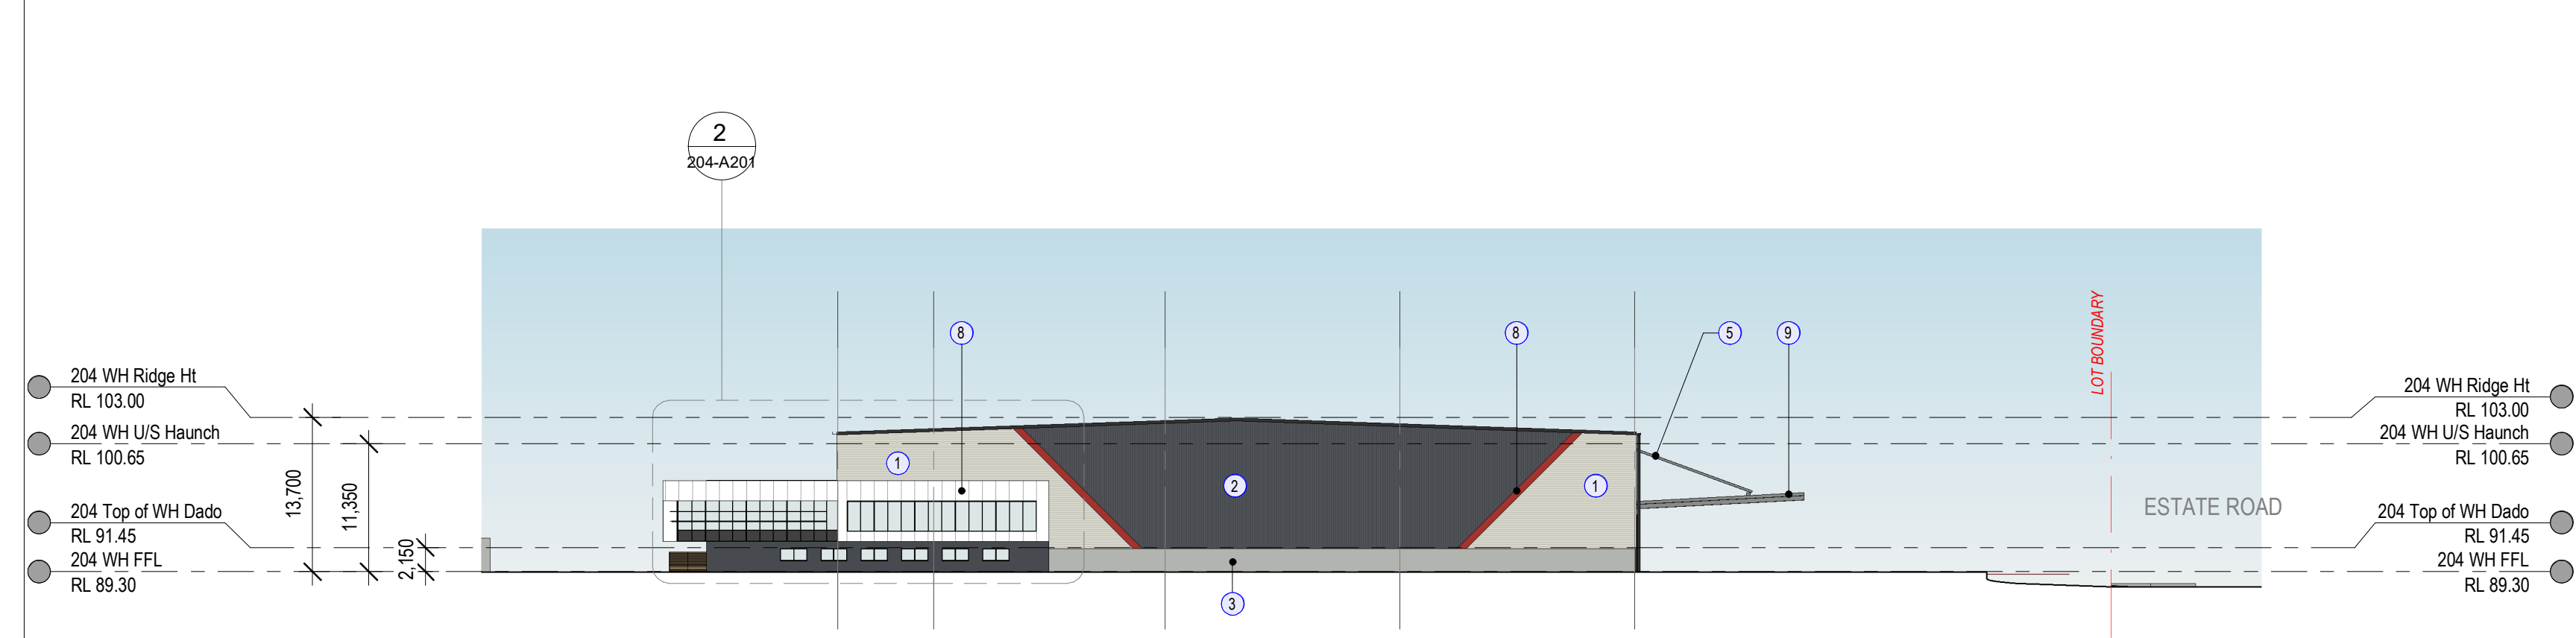 2
204-A201
8
8
5
9
LOT BOUNDARY
204 WH Ridge Ht
RL 103.00
204 WH U/S Haunch
RL 100.65
204 Top of WH Dado
RL 91.45
204 WH FFL
RL 89.30
13,700
11,350
2,150
1
2
1
3
ESTATE ROAD
204 WH Ridge Ht
RL 103.00
204 WH U/S Haunch
RL 100.65
204 Top of WH Dado
RL 91.45
204 WH FFL
RL 89.30